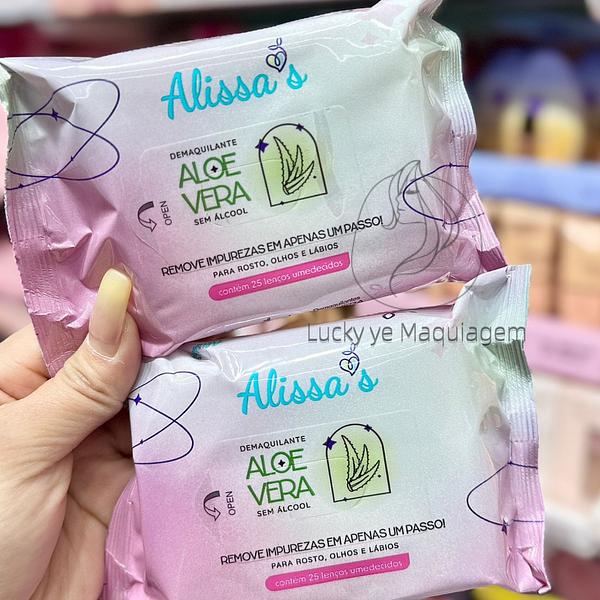 Alissa's
DEMAQUILANTE
ALOE
VERA
SEM ÁLCOOL
OPEN
REMOVE IMPUREZAS EM APENAS UM PASSO!
PARA ROSTO, OLHOS E LÁBIOS
contém 25 lenços umedecidos
Lucky ye Maquiagem
Alissa's
DEMAQUILANTE
ALOE
VERA
SEM ÁLCOOL
OPEN
REMOVE IMPUREZAS EM APENAS UM PASSO!
PARA ROSTO, OLHOS E LÁBIOS
contém 25 lenços umedecidos